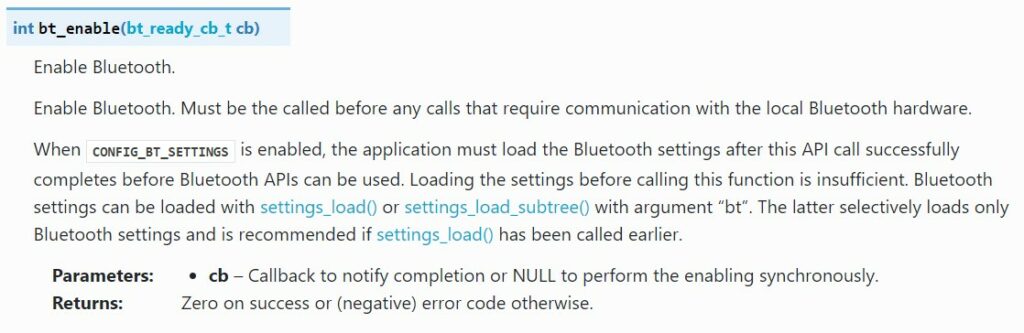 int bt_enable(bt_ready_cb_t cb)
Enable Bluetooth.
Enable Bluetooth. Must be the called before any calls that require communication with the local Bluetooth hardware.
When CONFIG_BT_SETTINGS is enabled, the application must load the Bluetooth settings after this API call successfully
completes before Bluetooth APIs can be used. Loading the settings before calling this function is insufficient. Bluetooth
settings can be loaded with settings_load() or settings_load_subtree() with argument “bt”. The latter selectively loads only
Bluetooth settings and is recommended if settings_load() has been called earlier.
Parameters: • cb – Callback to notify completion or NULL to perform the enabling synchronously.
Returns: Zero on success or (negative) error code otherwise.